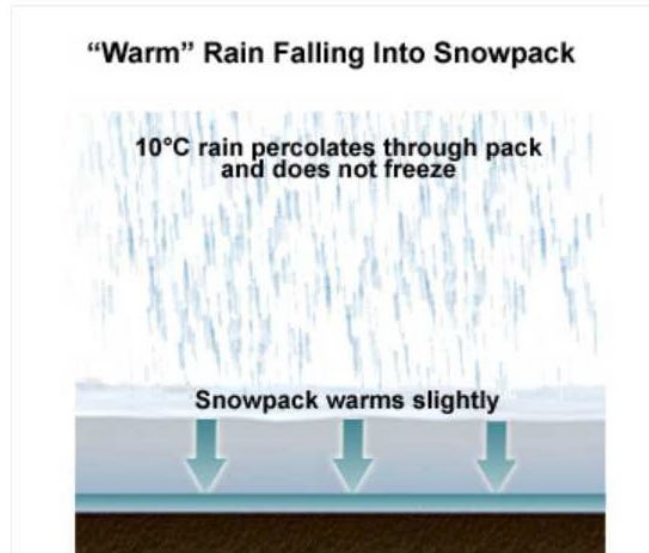 “Warm” Rain Falling Into Snowpack
10°C rain percolates through pack
and does not freeze
Snowpack warms slightly